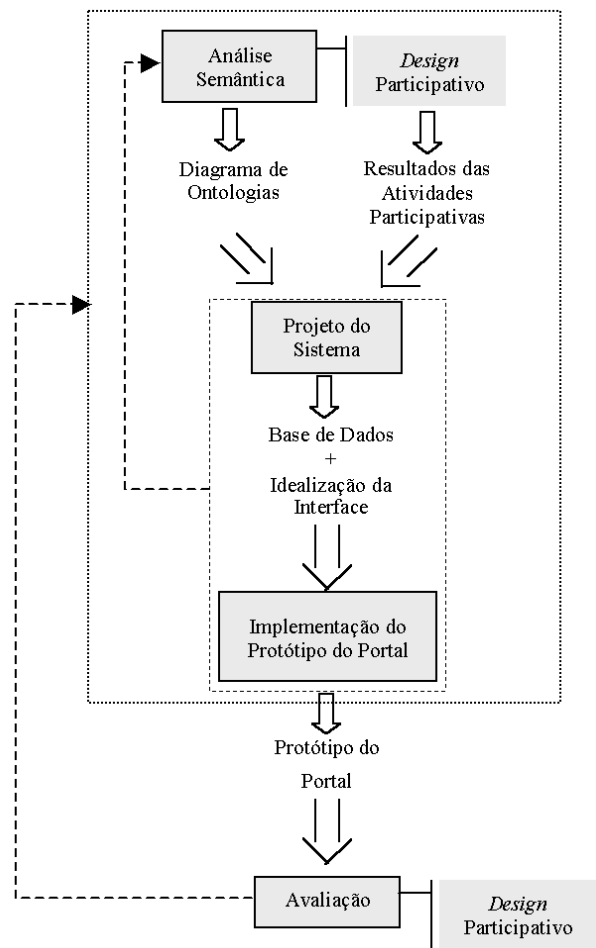 Análise
Semântica
Design
Participativo
Diagrama de
Ontologias
Resultados das
Atividades
Participativas
Projeto do
Sistema
Base de Dados
+
Idealização da
Interface
Implementação do
Protótipo do Portal
Protótipo do
Portal
Avaliação
Design
Participativo